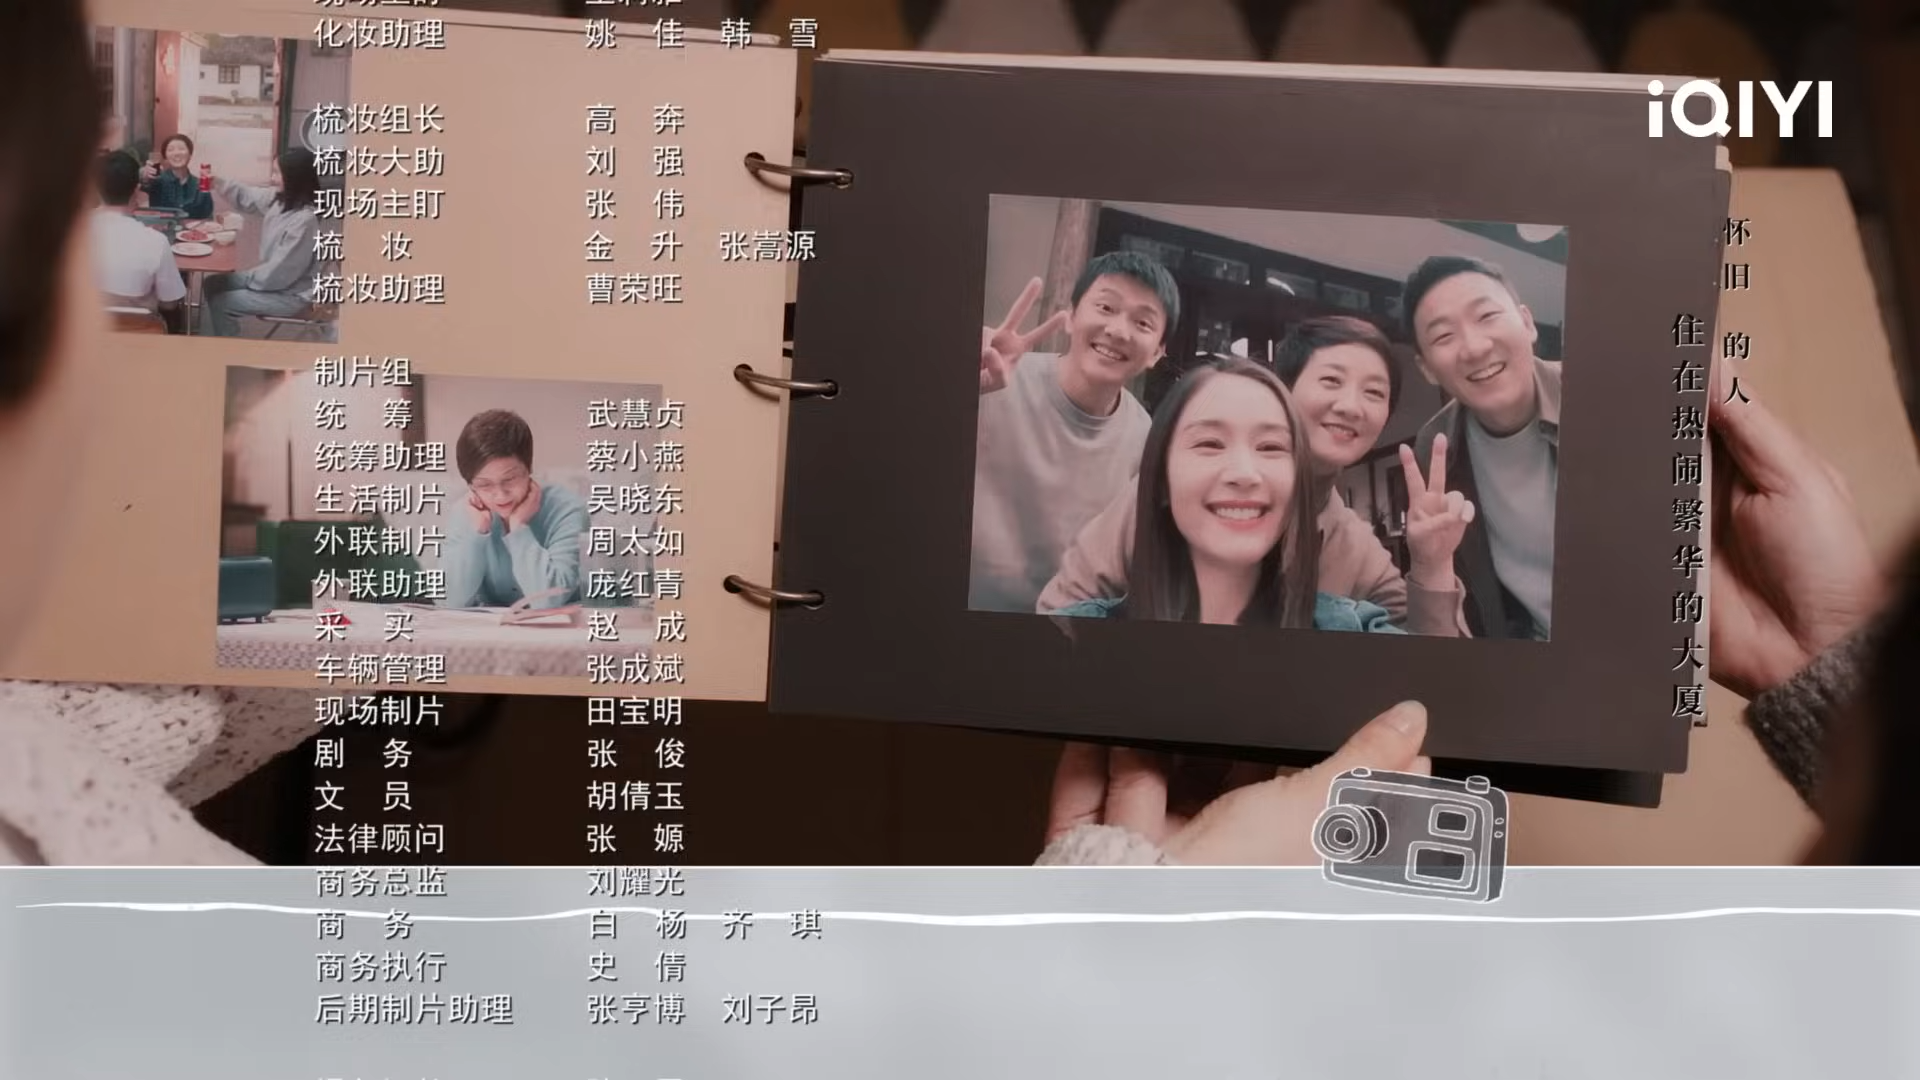 化妆助理 姚 佳 韩 雪
梳妆组长 高 奔
梳妆大助 刘 强
现场主盯 张 伟
梳 妆 金 升 张嵩源
梳妆助理 曹荣旺
制片组
统 筹 武慧贞
统筹助理 蔡小燕
生活制片 吴晓东
外联制片 周太如
外联助理 庞红青
采 买 赵 成
车辆管理 张成斌
现场制片 田宝明
剧 务 张 俊
文 员 胡倩玉
法律顾问 张 嫄
商务总监 刘耀光
商 务 白 杨 齐 琪
商务执行 史 倩
后期制片助理 张亨博 刘子昂
iQIYI
怀旧 的人
住在热闹繁华的大厦